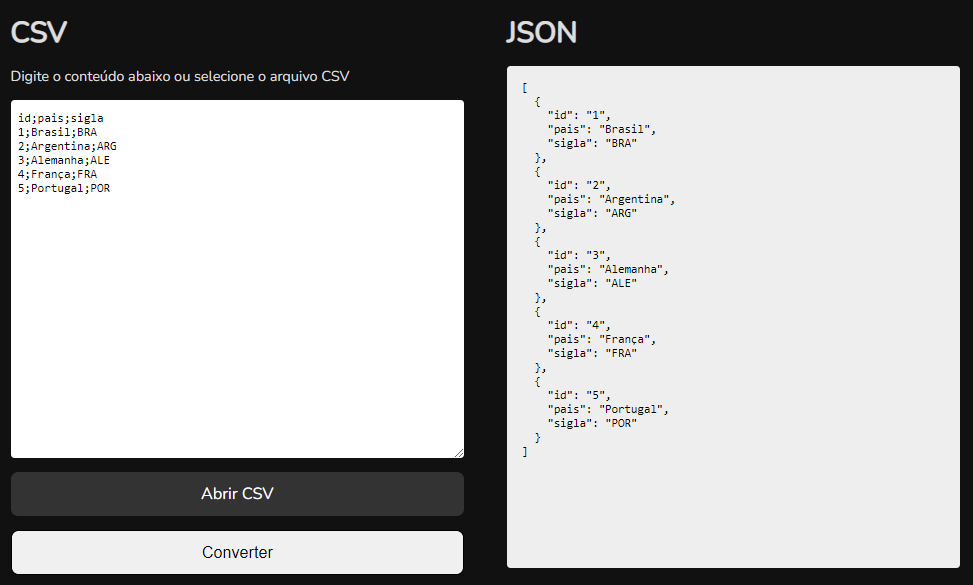 CSV
Digite o conteúdo abaixo ou selecione o arquivo CSV
id;pais;sigla
1;Brasil;BRA
2;Argentina;ARG
3;Alemanha;ALE
4;França;FRA
5;Portugal;POR
Abrir CSV
Converter
JSON
[
  {
    "id": "1",
    "pais": "Brasil",
    "sigla": "BRA"
  },
  {
    "id": "2",
    "pais": "Argentina",
    "sigla": "ARG"
  },
  {
    "id": "3",
    "pais": "Alemanha",
    "sigla": "ALE"
  },
  {
    "id": "4",
    "pais": "França",
    "sigla": "FRA"
  },
  {
    "id": "5",
    "pais": "Portugal",
    "sigla": "POR"
  }
]